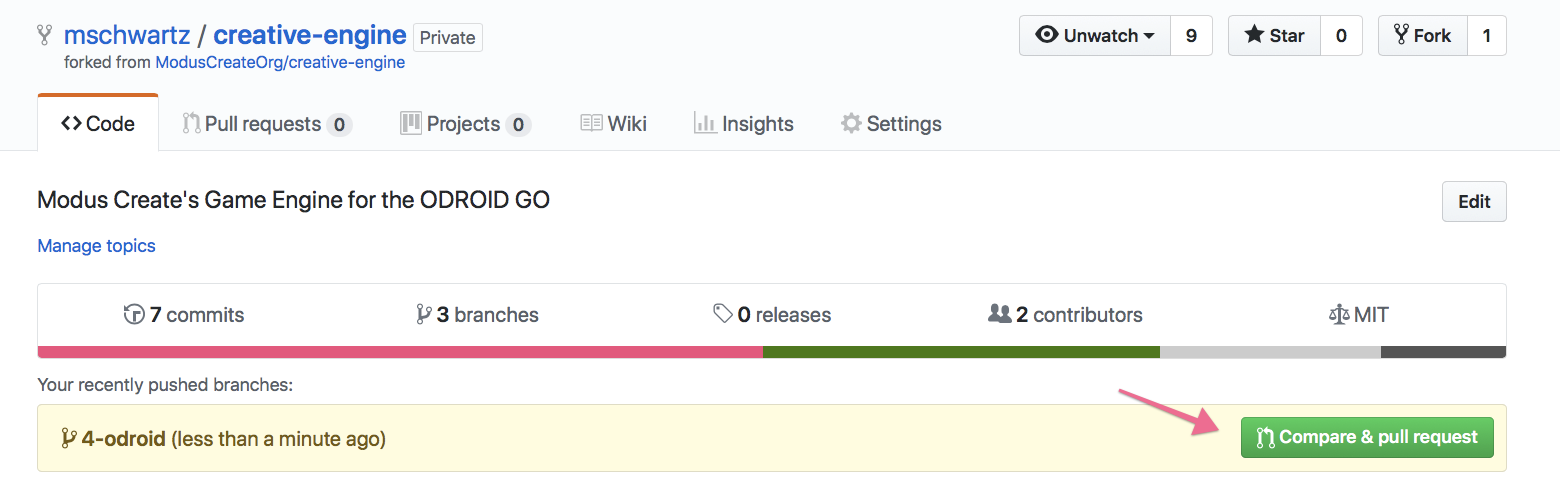 mschwartz / creative-engine Private Unwatch 9 Star 0 Fork 1
forked from ModusCreateOrg/creative-engine
Code Pull requests 0 Projects 0 Wiki Insights Settings
Modus Create's Game Engine for the ODROID GO Edit
Manage topics
7 commits 3 branches 0 releases 2 contributors MIT
Your recently pushed branches:
4-odroid (less than a minute ago) Compare & pull request